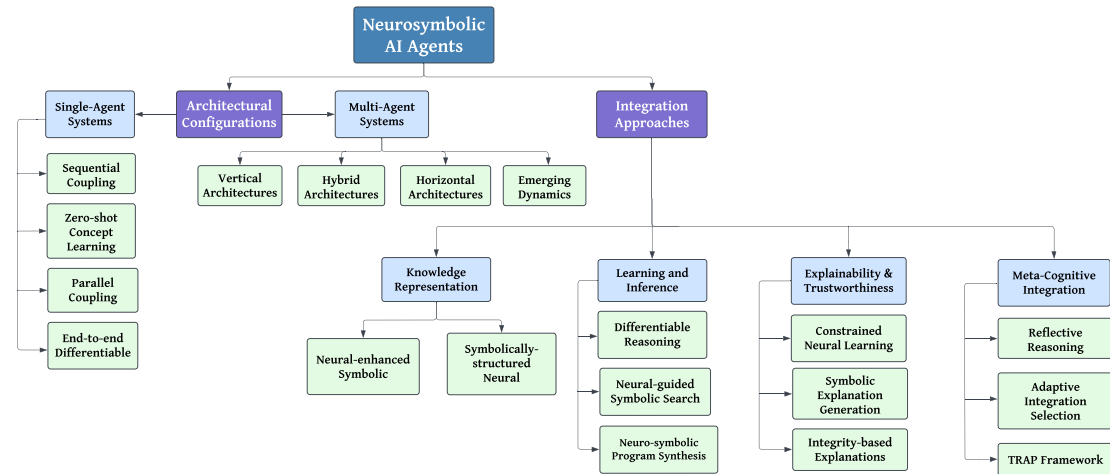 Neurosymbolic
AI Agents
Single-Agent
Systems
Architectural
Configurations
Multi-Agent
Systems
Integration
Approaches
Sequential
Coupling
Zero-shot
Concept
Learning
Parallel
Coupling
End-to-end
Differentiable
Vertical
Architectures
Hybrid
Architectures
Horizontal
Architectures
Emerging
Dynamics
Knowledge
Representation
Neural-enhanced
Symbolic
Symbolically-
structured
Neural
Learning and
Inference
Differentiable
Reasoning
Neural-guided
Symbolic Search
Neuro-symbolic
Program Synthesis
Explainability &
Trustworthiness
Constrained
Neural Learning
Symbolic
Explanation
Generation
Integrity-based
Explanations
Meta-Cognitive
Integration
Reflective
Reasoning
Adaptive
Integration
Selection
TRAP Framework